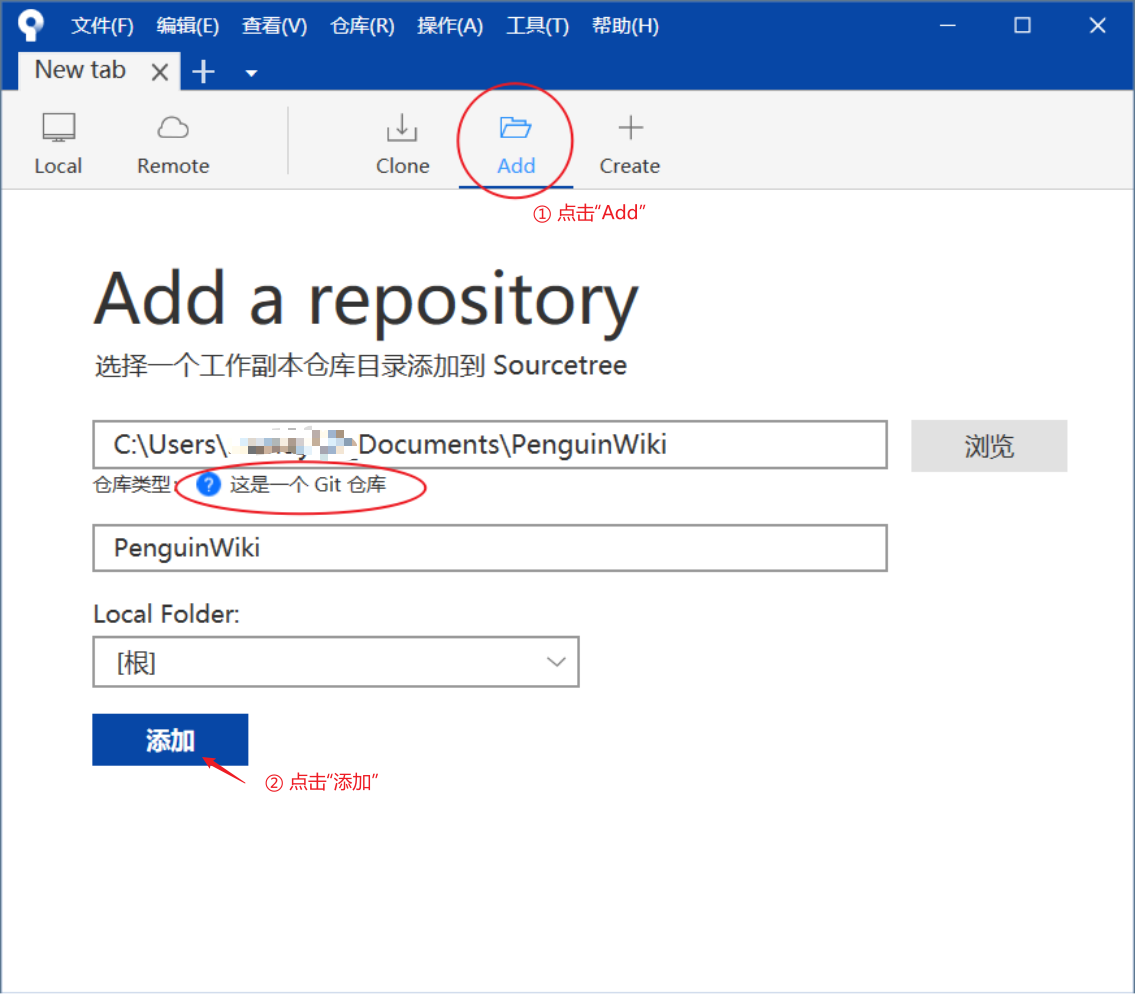 文件(F) 编辑(E) 查看(V) 仓库(R) 操作(A) 工具(T) 帮助(H)
New tab
Local Remote Clone Add Create
① 点击“Add”
Add a repository
选择一个工作副本仓库目录添加到 Sourcetree
C:\Users\ Documents\PenguinWiki 浏览
仓库类型: ? 这是一个 Git 仓库
PenguinWiki
Local Folder:
[根]
添加
② 点击“添加”